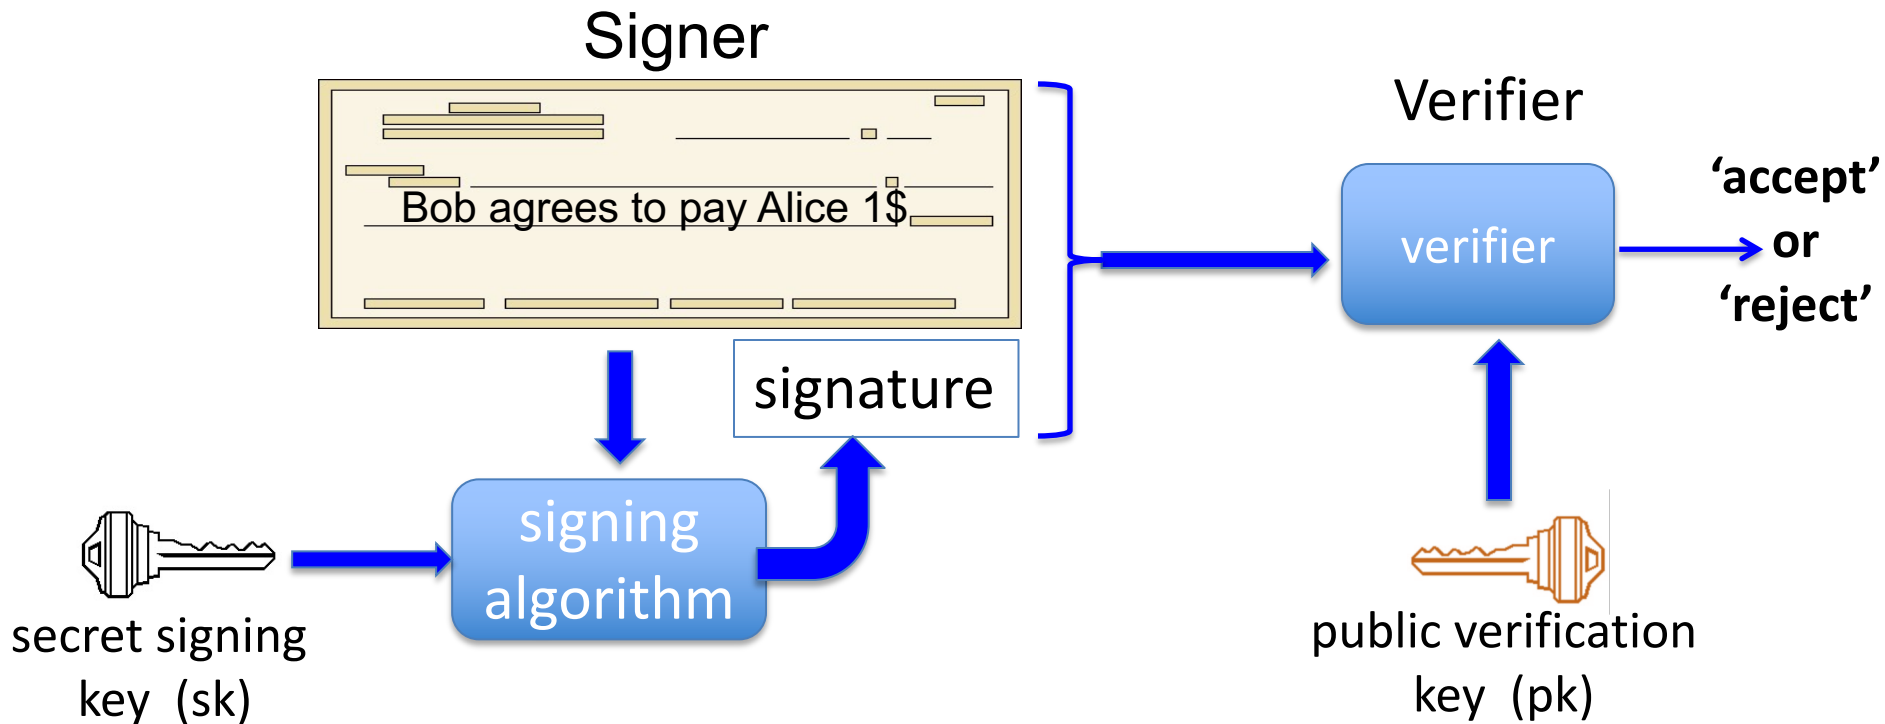 Signer
Bob agrees to pay Alice 1$
signature
signing
algorithm
secret signing
key (sk)
Verifier
verifier
‘accept’
or
‘reject’
public verification
key (pk)